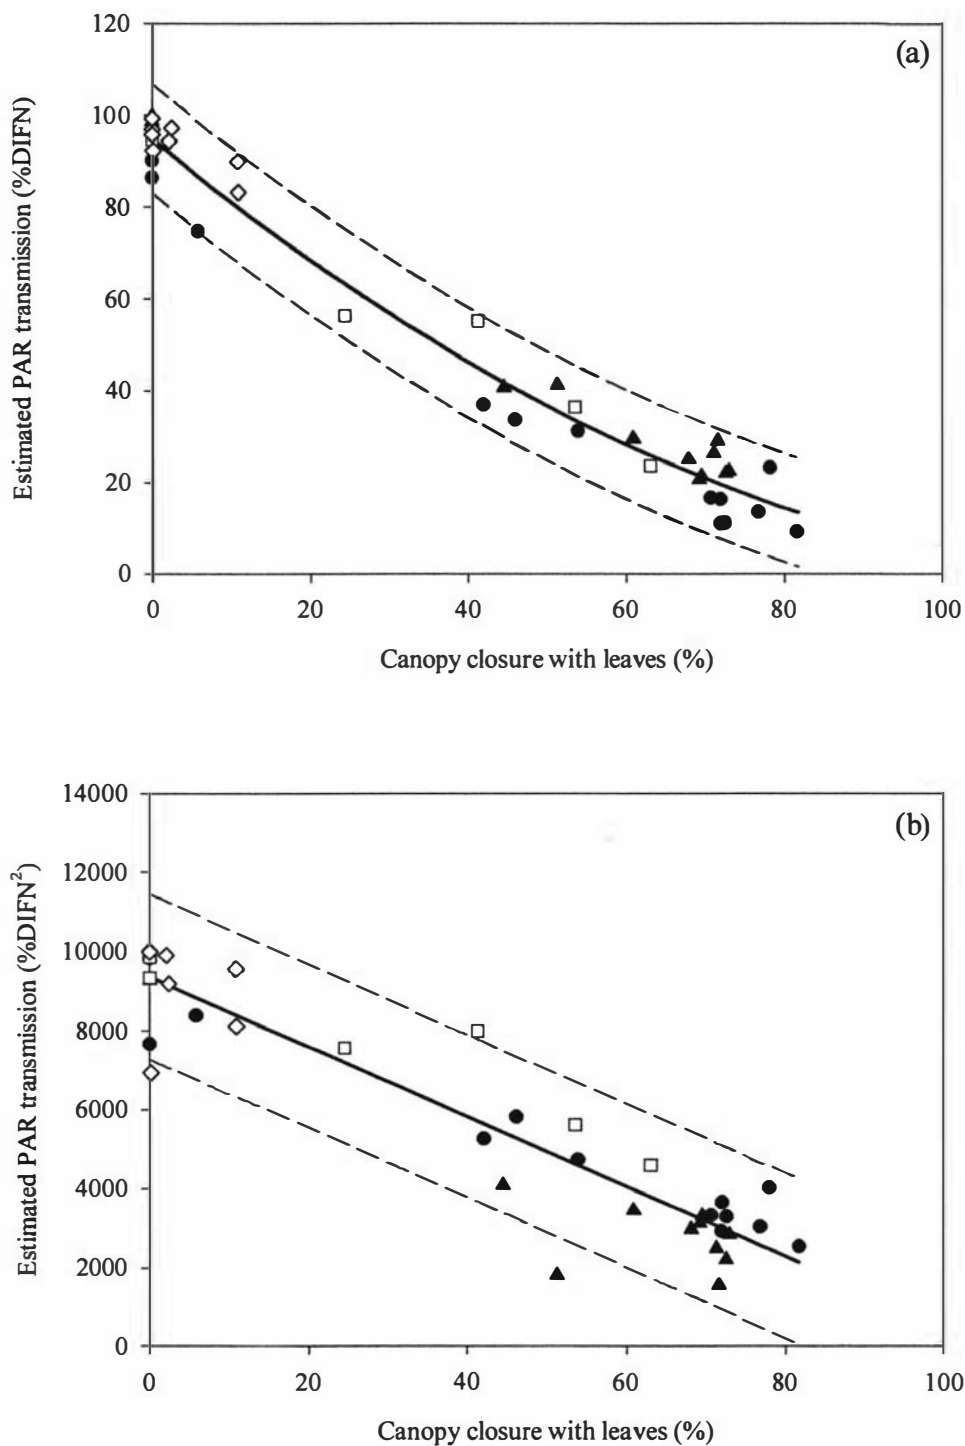 (a)
Estimated PAR transmission (%DIFN)
120
100
80
60
40
20
0
0 20 40 60 80 100
Canopy closure with leaves (%)
(b)
Estimated PAR transmission (%DIFN²)
14000
12000
10000
8000
6000
4000
2000
0
0 20 40 60 80 100
Canopy closure with leaves (%)